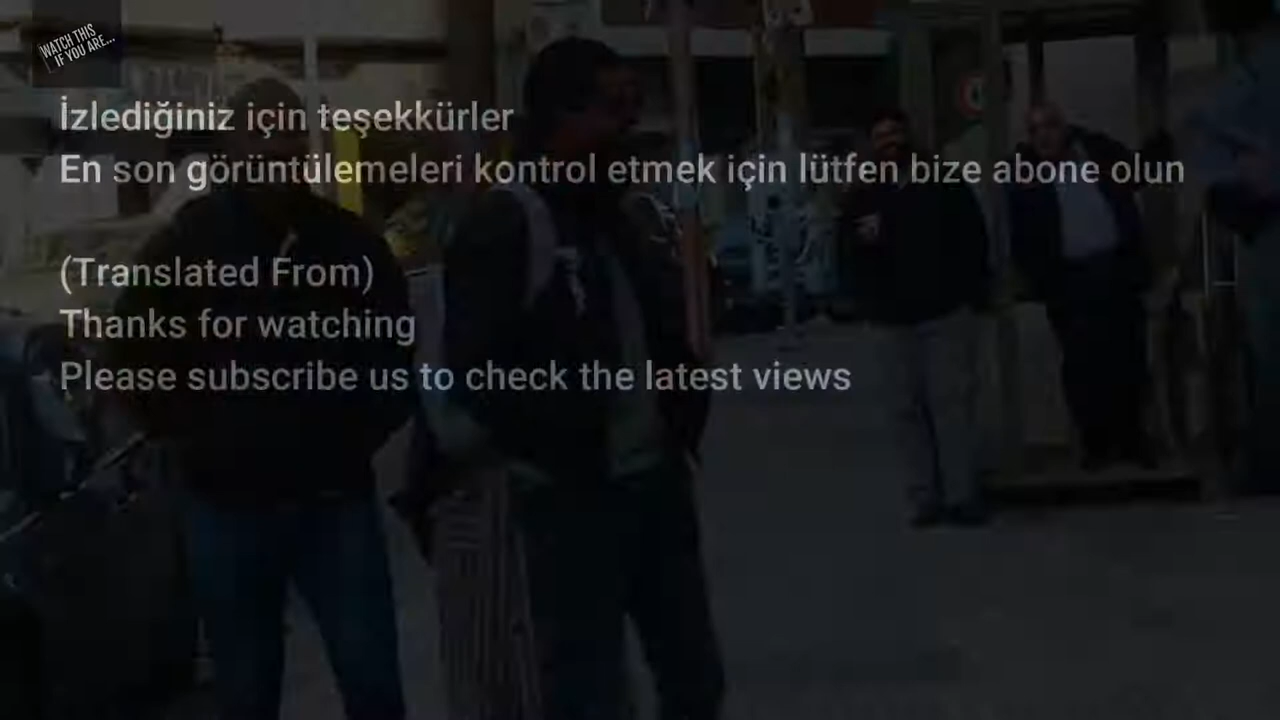 WATCH THIS
IF YOU ARE...
İzlediğiniz için teşekkürler
En son görüntülemeleri kontrol etmek için lütfen bize abone olun
(Translated From)
Thanks for watching
Please subscribe us to check the latest views